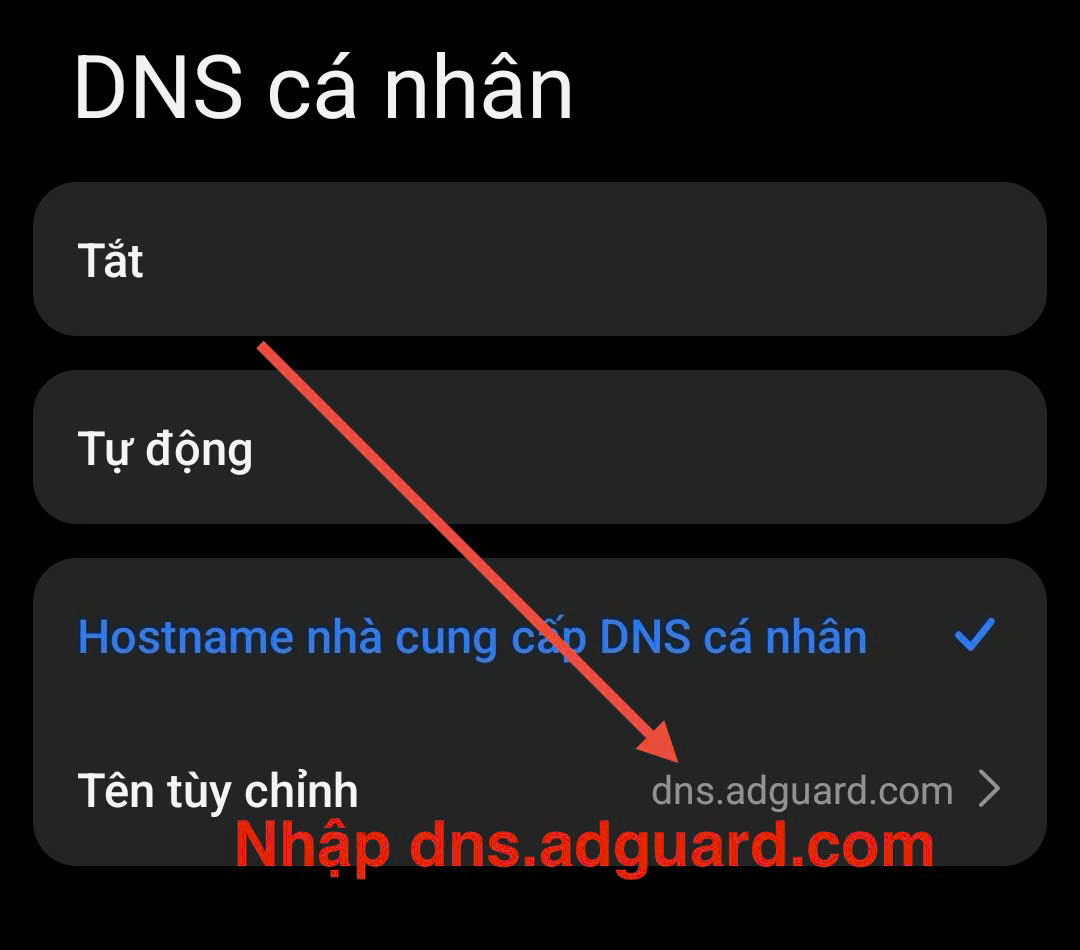 DNS cá nhân
Tắt
Tự động
Hostname nhà cung cấp DNS cá nhân
Tên tùy chỉnh dns.adguard.com
Nhập dns.adguard.com